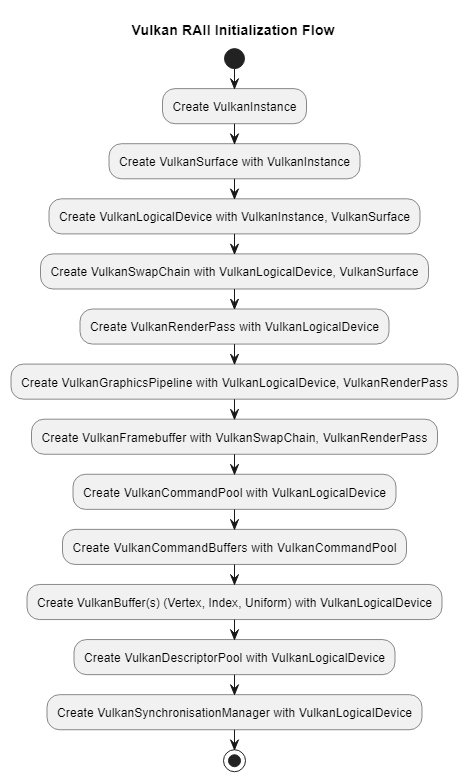 Vulkan RAII Initialization Flow
Create VulkanInstance
Create VulkanSurface with VulkanInstance
Create VulkanLogicalDevice with VulkanInstance, VulkanSurface
Create VulkanSwapChain with VulkanLogicalDevice, VulkanSurface
Create VulkanRenderPass with VulkanLogicalDevice
Create VulkanGraphicsPipeline with VulkanLogicalDevice, VulkanRenderPass
Create VulkanFramebuffer with VulkanSwapChain, VulkanRenderPass
Create VulkanCommandPool with VulkanLogicalDevice
Create VulkanCommandBuffers with VulkanCommandPool
Create VulkanBuffer(s) (Vertex, Index, Uniform) with VulkanLogicalDevice
Create VulkanDescriptorPool with VulkanLogicalDevice
Create VulkanSynchronisationManager with VulkanLogicalDevice